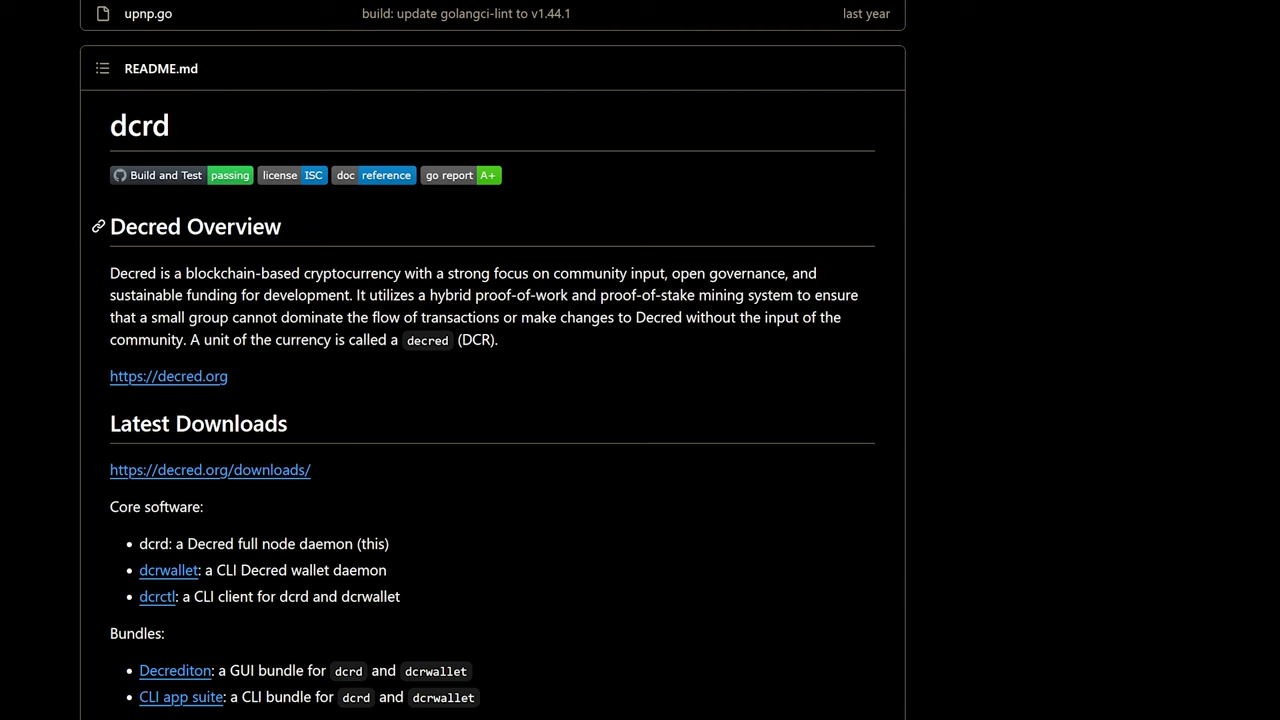 upnp.go build: update golangci-lint to v1.44.1 last year
README.md
dcrd
Build and Test passing license ISC doc reference go report A+
Decred Overview
Decred is a blockchain-based cryptocurrency with a strong focus on community input, open governance, and
sustainable funding for development. It utilizes a hybrid proof-of-work and proof-of-stake mining system to ensure
that a small group cannot dominate the flow of transactions or make changes to Decred without the input of the
community. A unit of the currency is called a decred (DCR).
https://decred.org
Latest Downloads
https://decred.org/downloads/
Core software:
• dcrd: a Decred full node daemon (this)
• dcrwallet: a CLI Decred wallet daemon
• dcrctl: a CLI client for dcrd and dcrwallet
Bundles:
• Decrediton: a GUI bundle for dcrd and dcrwallet
• CLI app suite: a CLI bundle for dcrd and dcrwallet